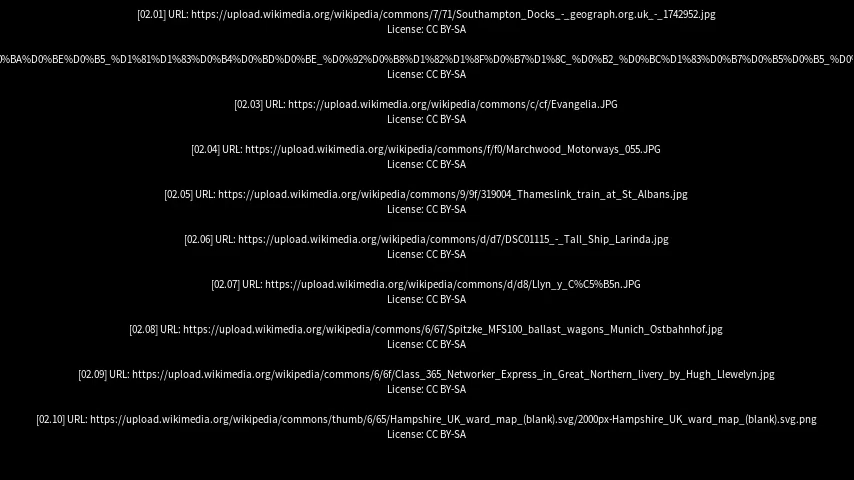 [02.01] URL: https://upload.wikimedia.org/wikipedia/commons/7/71/Southampton_Docks_-_geograph.org.uk_-_1742952.jpg
License: CC BY-SA
%BA%D0%BE%D0%B5_%D1%81%D1%83%D0%B4%D0%BD%D0%BE_%D0%92%D0%B8%D1%82%D1%8F%D0%B7%D1%8C_%D0%B2_%D0%BC%D1%83%D0%B7%D0%B5%D0%B5_
License: CC BY-SA
[02.03] URL: https://upload.wikimedia.org/wikipedia/commons/c/cf/Evangelia.JPG
License: CC BY-SA
[02.04] URL: https://upload.wikimedia.org/wikipedia/commons/f/f0/Marchwood_Motorways_055.JPG
License: CC BY-SA
[02.05] URL: https://upload.wikimedia.org/wikipedia/commons/9/9f/319004_Thameslink_train_at_St_Albans.jpg
License: CC BY-SA
[02.06] URL: https://upload.wikimedia.org/wikipedia/commons/d/d7/DSC01115_-_Tall_Ship_Larinda.jpg
License: CC BY-SA
[02.07] URL: https://upload.wikimedia.org/wikipedia/commons/d/d8/Llyn_y_C%C5%B5n.JPG
License: CC BY-SA
[02.08] URL: https://upload.wikimedia.org/wikipedia/commons/6/67/Spitzke_MFS100_ballast_wagons_Munich_Ostbahnhof.jpg
License: CC BY-SA
[02.09] URL: https://upload.wikimedia.org/wikipedia/commons/6/6f/Class_365_Networker_Express_in_Great_Northern_livery_by_Hugh_Llewelyn.jpg
License: CC BY-SA
[02.10] URL: https://upload.wikimedia.org/wikipedia/commons/thumb/6/65/Hampshire_UK_ward_map_(blank).svg/2000px-Hampshire_UK_ward_map_(blank).svg.png
License: CC BY-SA